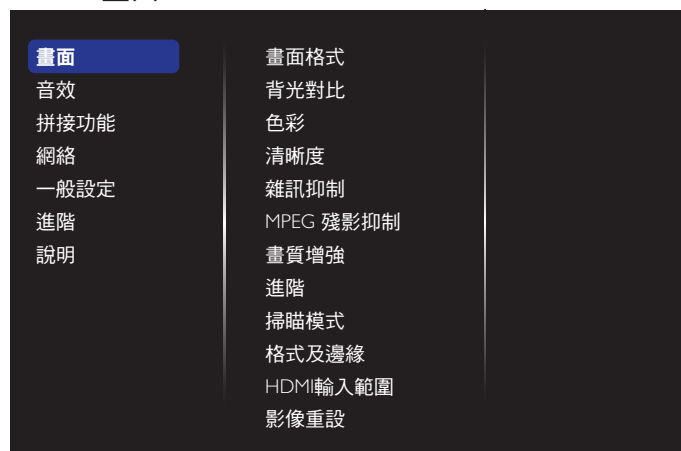 畫面
音效
拼接功能
網絡
一般設定
進階
說明
畫面格式
背光對比
色彩
清晰度
雜訊抑制
MPEG 殘影抑制
畫質增強
進階
掃瞄模式
格式及邊緣
HDMI輸入範圍
影像重設